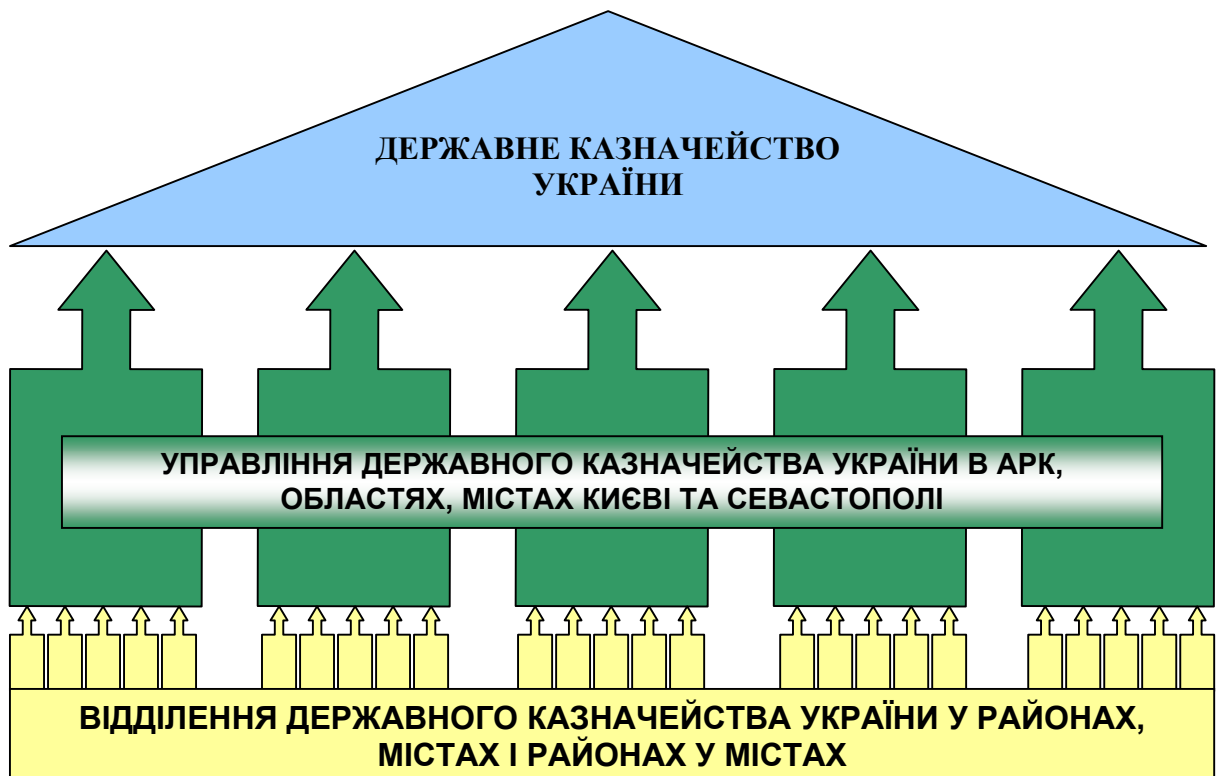 ДЕРЖАВНЕ КАЗНАЧЕЙСТВО
УКРАЇНИ
УПРАВЛІННЯ ДЕРЖАВНОГО КАЗНАЧЕЙСТВА УКРАЇНИ В АРК,
ОБЛАСТЯХ, МІСТАХ КИЄВІ ТА СЕВАСТОПОЛІ
ВІДДІЛЕННЯ ДЕРЖАВНОГО КАЗНАЧЕЙСТВА УКРАЇНИ У РАЙОНАХ,
МІСТАХ І РАЙОНАХ У МІСТАХ